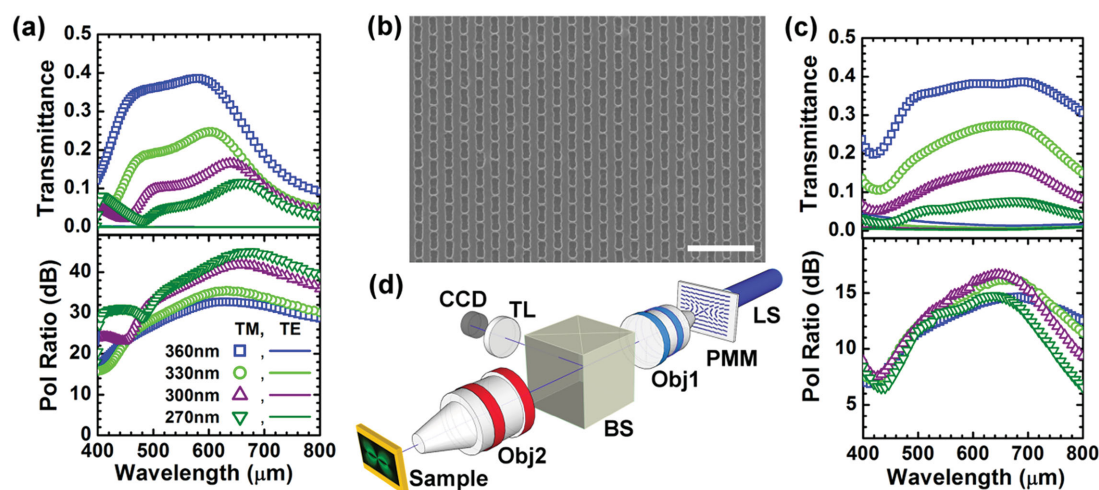 (a)
Transmittance
0.5
0.4
0.3
0.2
0.1
0.0
Pol Ratio (dB)
40
30
20
10
0
TM, TE
360nm
,
330nm
,
300nm
,
270nm
,
400 500 600 700 800
Wavelength (μm)
(b)
(d)
CCD
TL
LS
PMM
Obj1
BS
Obj2
Sample
(c)
Transmittance
0.5
0.4
0.3
0.2
0.1
0.0
Pol Ratio (dB)
15
12
9
6
400 500 600 700 800
Wavelength (μm)